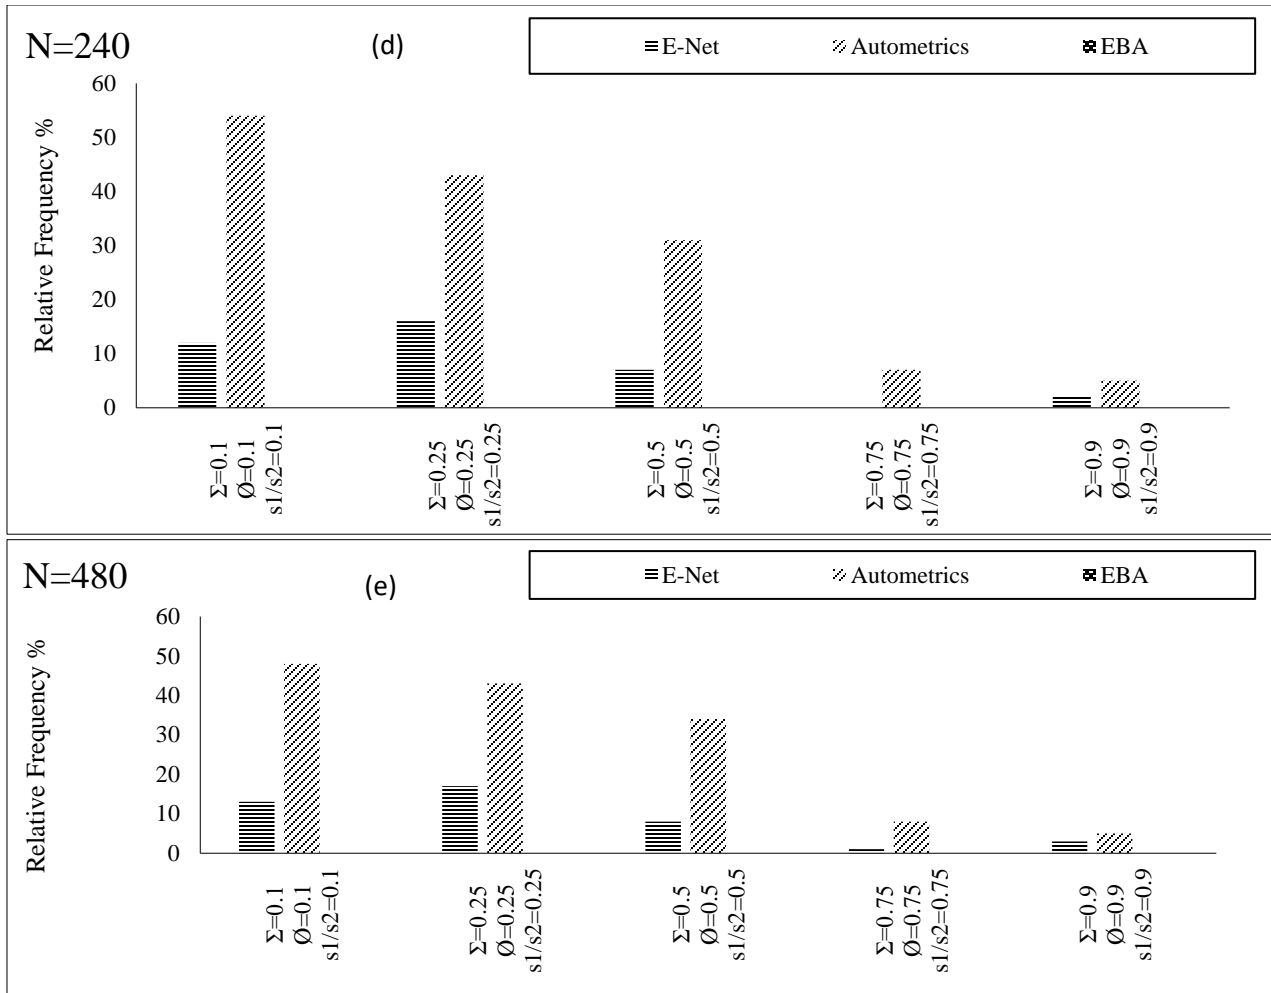 N=240
(d)
E-Net Autometrics EBA
Relative Frequency %
60
50
40
30
20
10
0
Σ=0.1
Ø=0.1
s1/s2=0.1
Σ=0.25
Ø=0.25
s1/s2=0.25
Σ=0.5
Ø=0.5
s1/s2=0.5
Σ=0.75
Ø=0.75
s1/s2=0.75
Σ=0.9
Ø=0.9
s1/s2=0.9
N=480
(e)
E-Net Autometrics EBA
Relative Frequency %
60
50
40
30
20
10
0
Σ=0.1
Ø=0.1
s1/s2=0.1
Σ=0.25
Ø=0.25
s1/s2=0.25
Σ=0.5
Ø=0.5
s1/s2=0.5
Σ=0.75
Ø=0.75
s1/s2=0.75
Σ=0.9
Ø=0.9
s1/s2=0.9